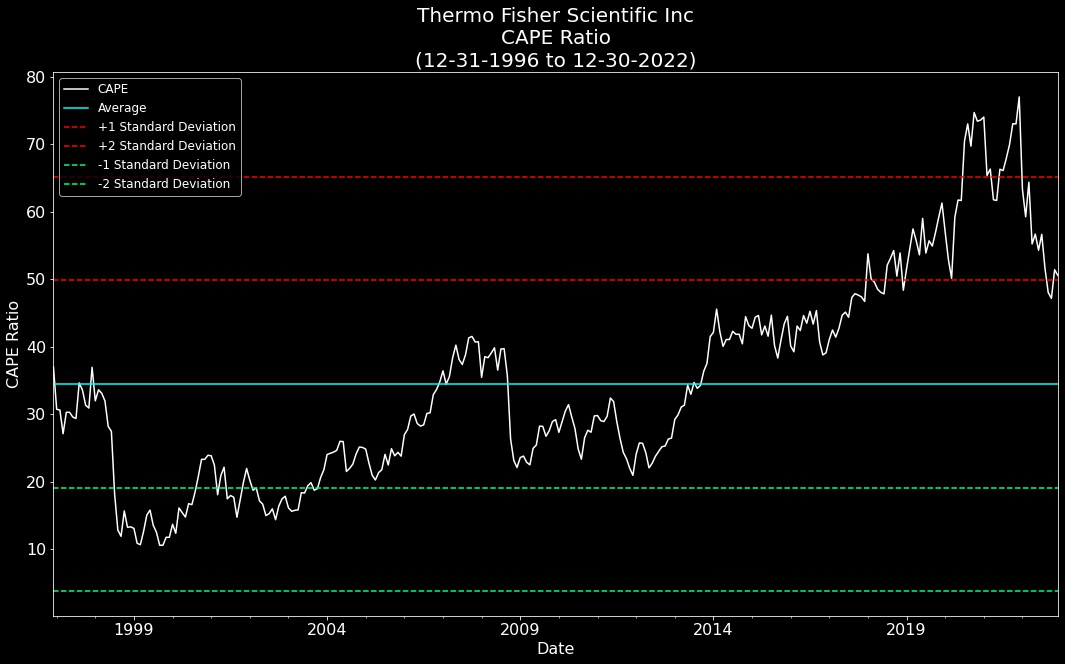 Thermo Fisher Scientific Inc
CAPE Ratio
(12-31-1996 to 12-30-2022)
CAPE
Average
+1 Standard Deviation
+2 Standard Deviation
-1 Standard Deviation
-2 Standard Deviation
80
70
60
50
40
30
20
10
CAPE Ratio
1999 2004 2009 2014 2019
Date